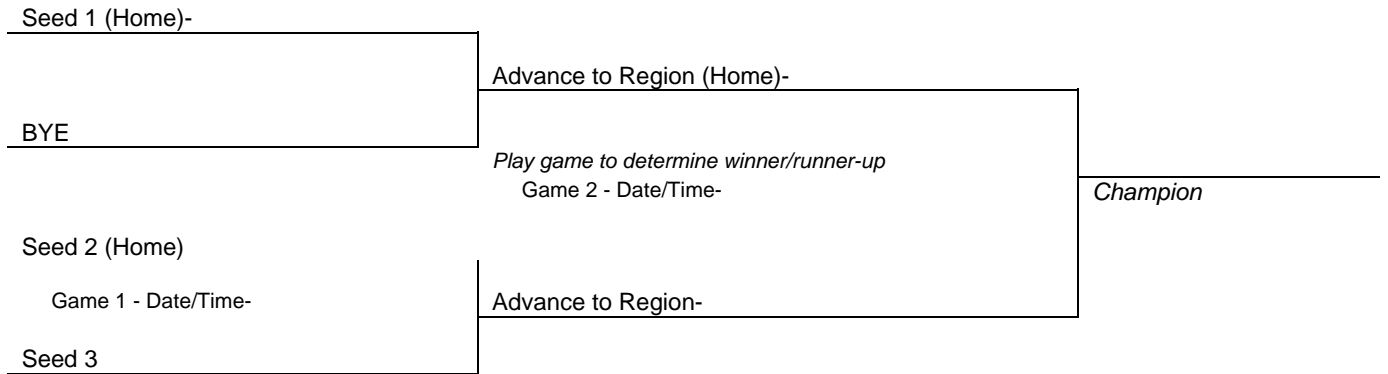 Seed 1 (Home)-
Advance to Region (Home)-
BYE
Play game to determine winner/runner-up
Game 2 - Date/Time-
Champion
Seed 2 (Home)
Game 1 - Date/Time-
Advance to Region-
Seed 3